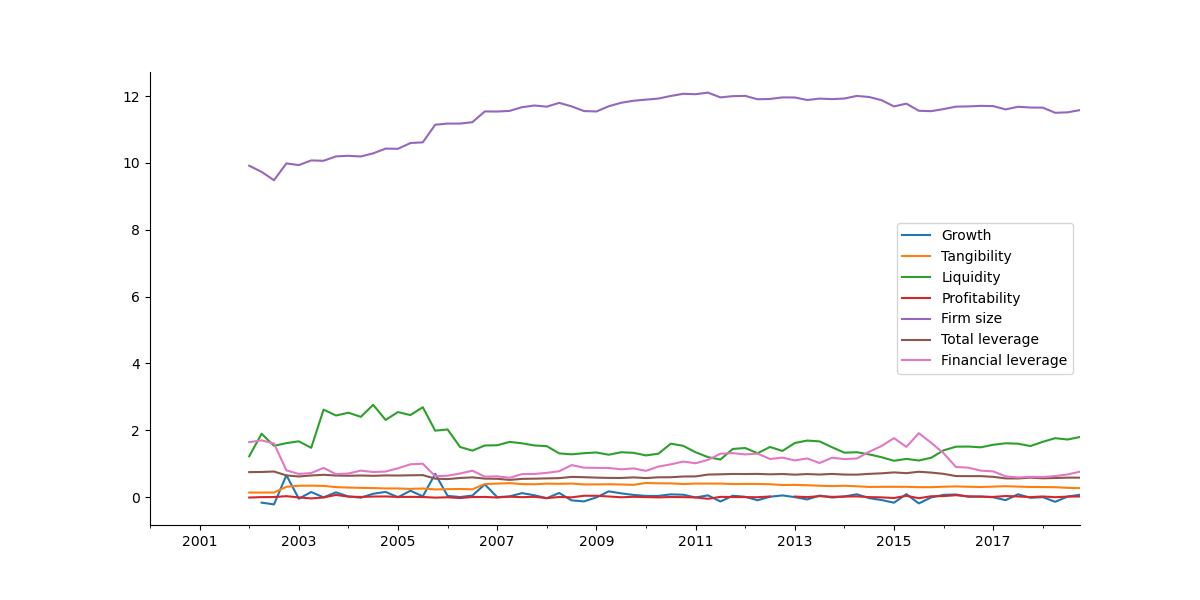 12
10
8
6
4
2
0
Growth
Tangibility
Liquidity
Profitability
Firm size
Total leverage
Financial leverage
2001 2003 2005 2007 2009 2011 2013 2015 2017